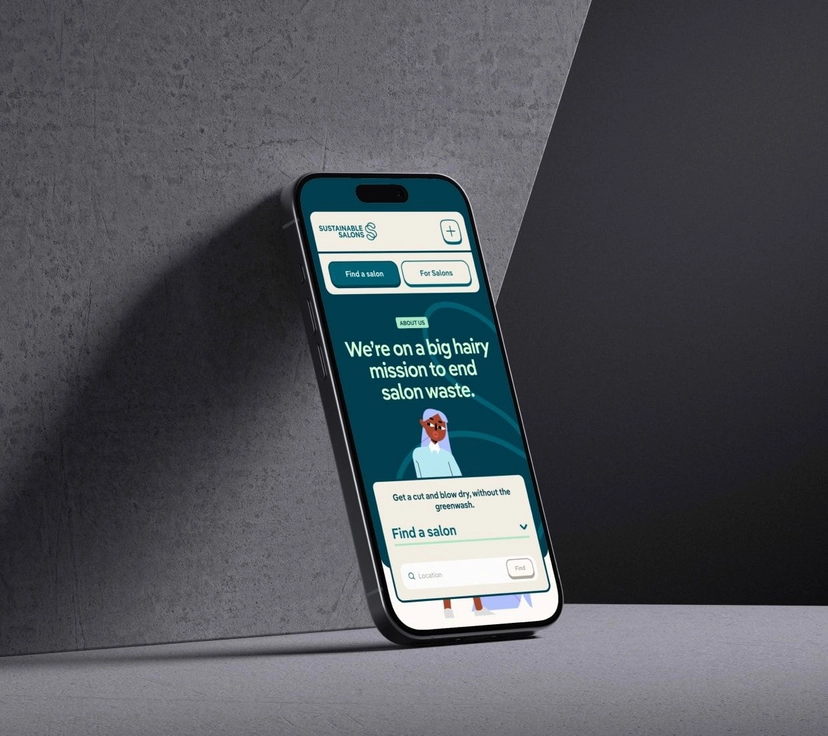 SUSTAINABLE
SALONS
Find a salon
For Salons
ABOUT US
We're on a big hairy
mission to end
salon waste.
Get a cut and blow dry, without the
greenwash.
Find a salon
Location
Find